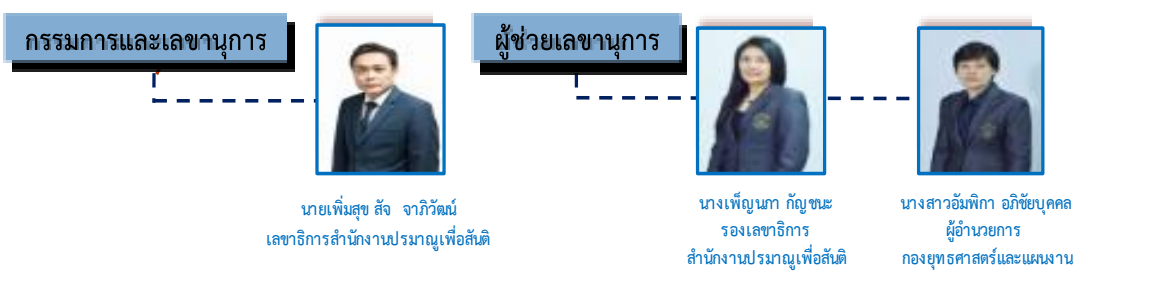 กรรมการและเลขานุการ
ผู้ช่วยเลขานุการ
นายเพิ่มสุข สัจ จาภิวัฒน์
เลขาธิการสำนักงานปรมาณูเพื่อสันติ
นางเพ็ญนภา กัญชนะ
รองเลขาธิการ
สำนักงานปรมาณูเพื่อสันติ
นางสาวอัมพิกา อภิชัยบุคคล
ผู้อำนวยการ
กองยุทธศาสตร์และแผนงาน